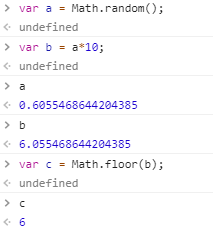 > var a = Math.random();
<· undefined
> var b = a*10;
<· undefined
> a
<· 0.6055468644204385
> b
<· 6.055468644204385
> var c = Math.floor(b);
<· undefined
> c
<· 6